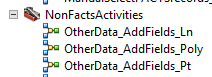 NonFactsActivities
OtherData_AddFields_Ln
OtherData_AddFields_Poly
OtherData_AddFields_Pt